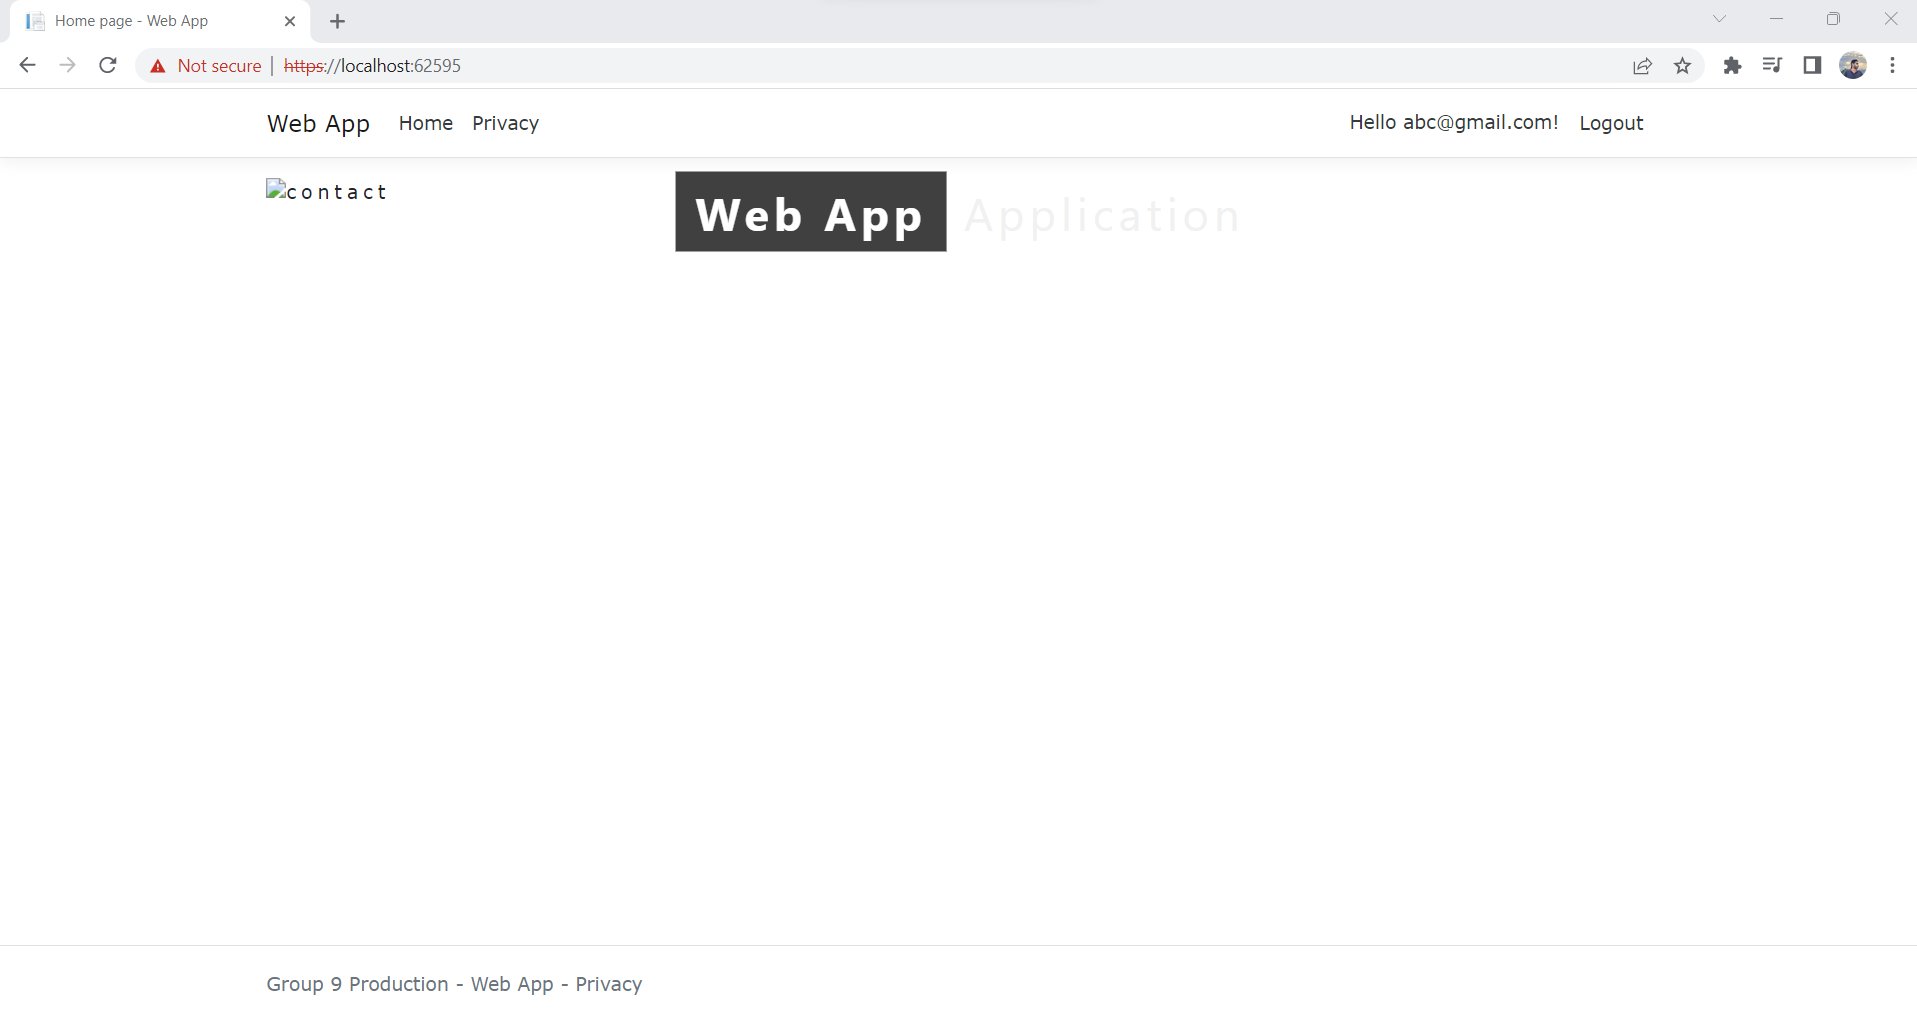 Home page - Web App
Not secure | https://localhost:62595
Web App Home Privacy Hello abc@gmail.com! Logout
contact
Web App Application
Group 9 Production - Web App - Privacy